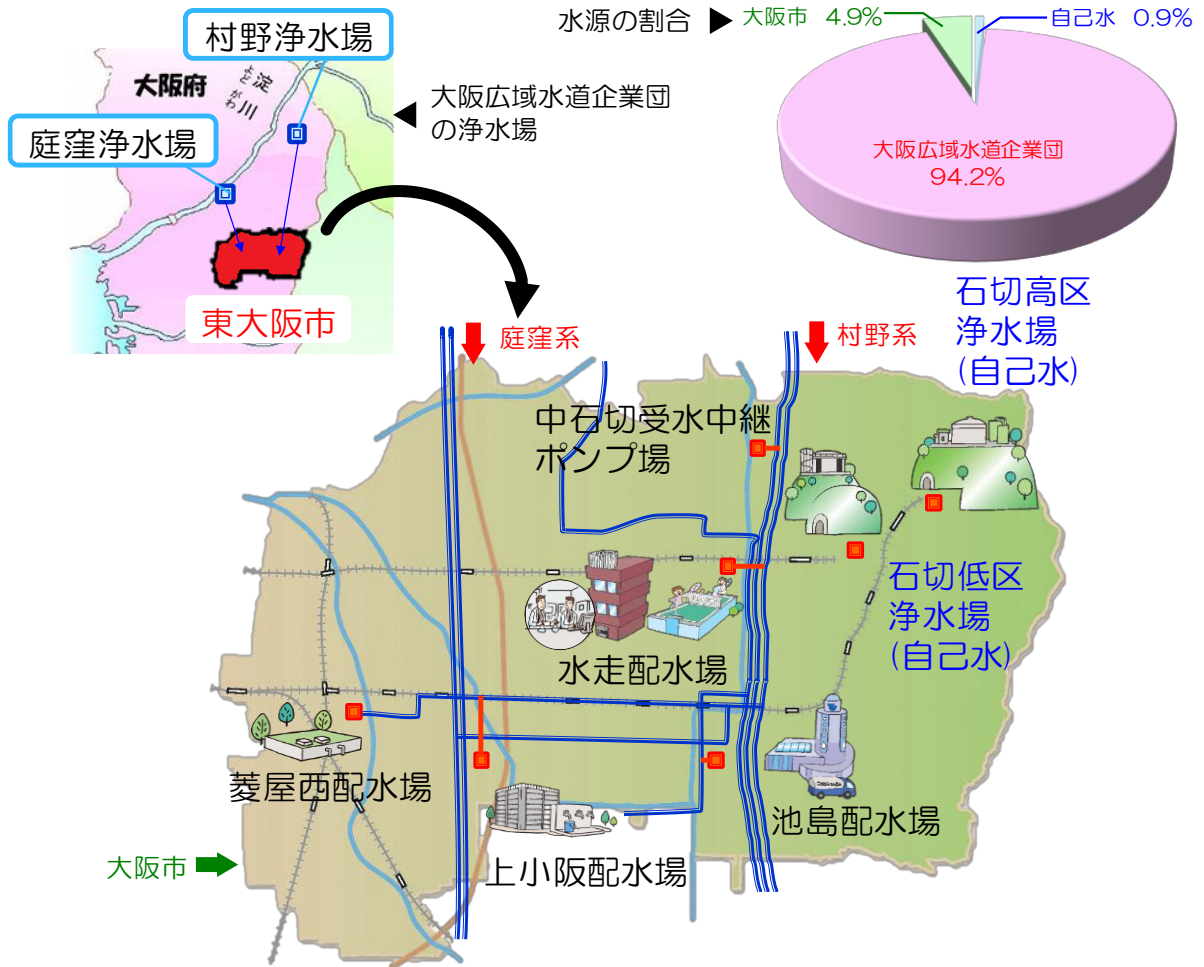 村野浄水場
大阪府
淀川
よどがわ
庭窪浄水場
大阪広域水道企業団
の浄水場
東大阪市
水源の割合 ▶
大阪市 4.9%
自己水 0.9%
大阪広域水道企業団
94.2%
庭窪系
村野系
石切高区
浄水場
(自己水)
中石切受水中継
ポンプ場
石切低区
浄水場
(自己水)
水走配水場
菱屋西配水場
池島配水場
上小阪配水場
大阪市